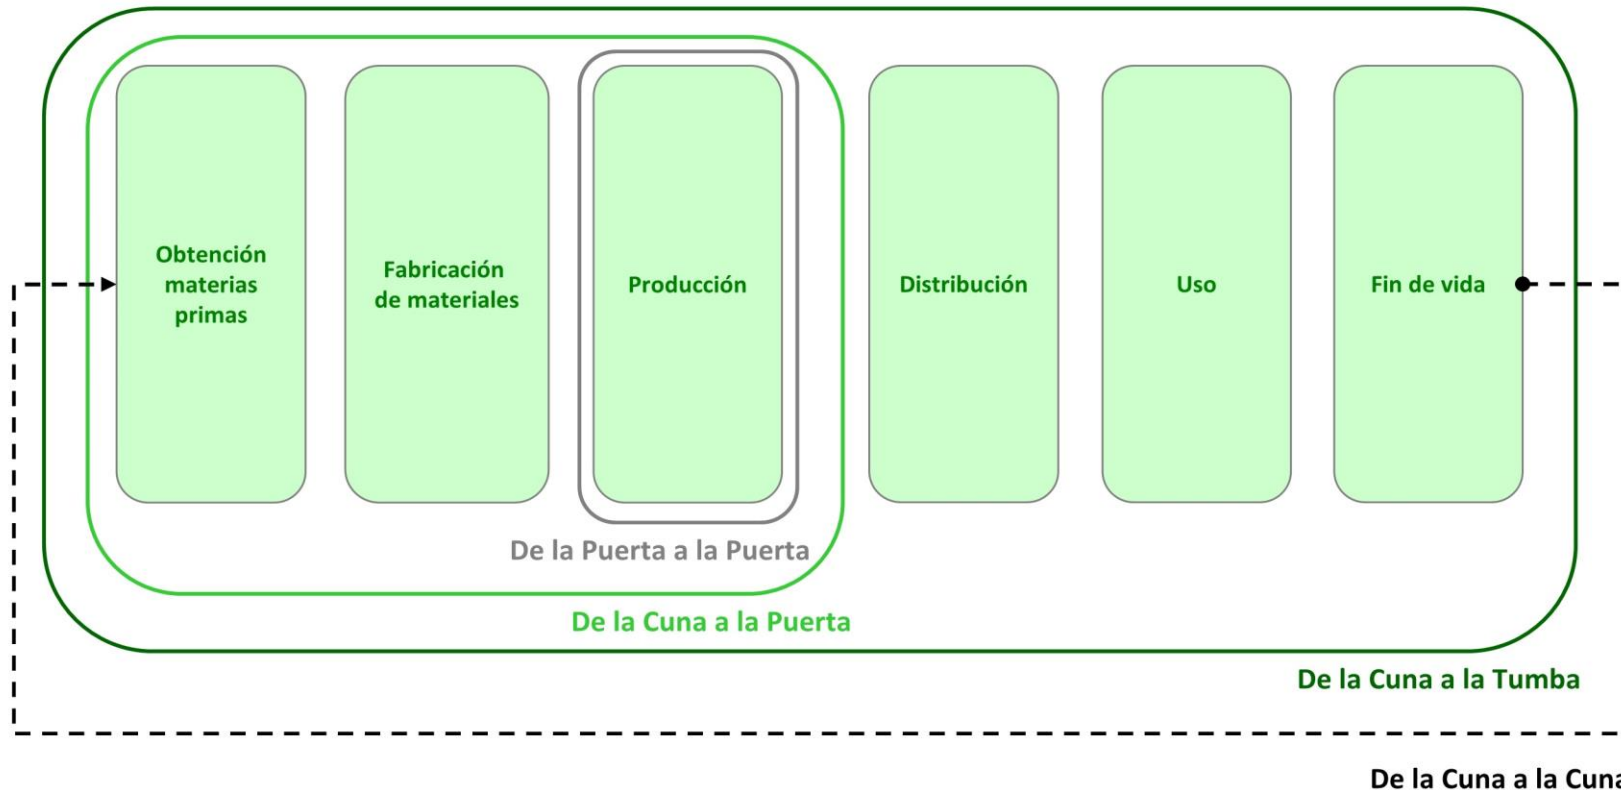 Obtención
materias
primas
Fabricación
de materiales
Producción
Distribución
Uso
Fin de vida
De la Puerta a la Puerta
De la Cuna a la Puerta
De la Cuna a la Tumba
De la Cuna a la Cuna